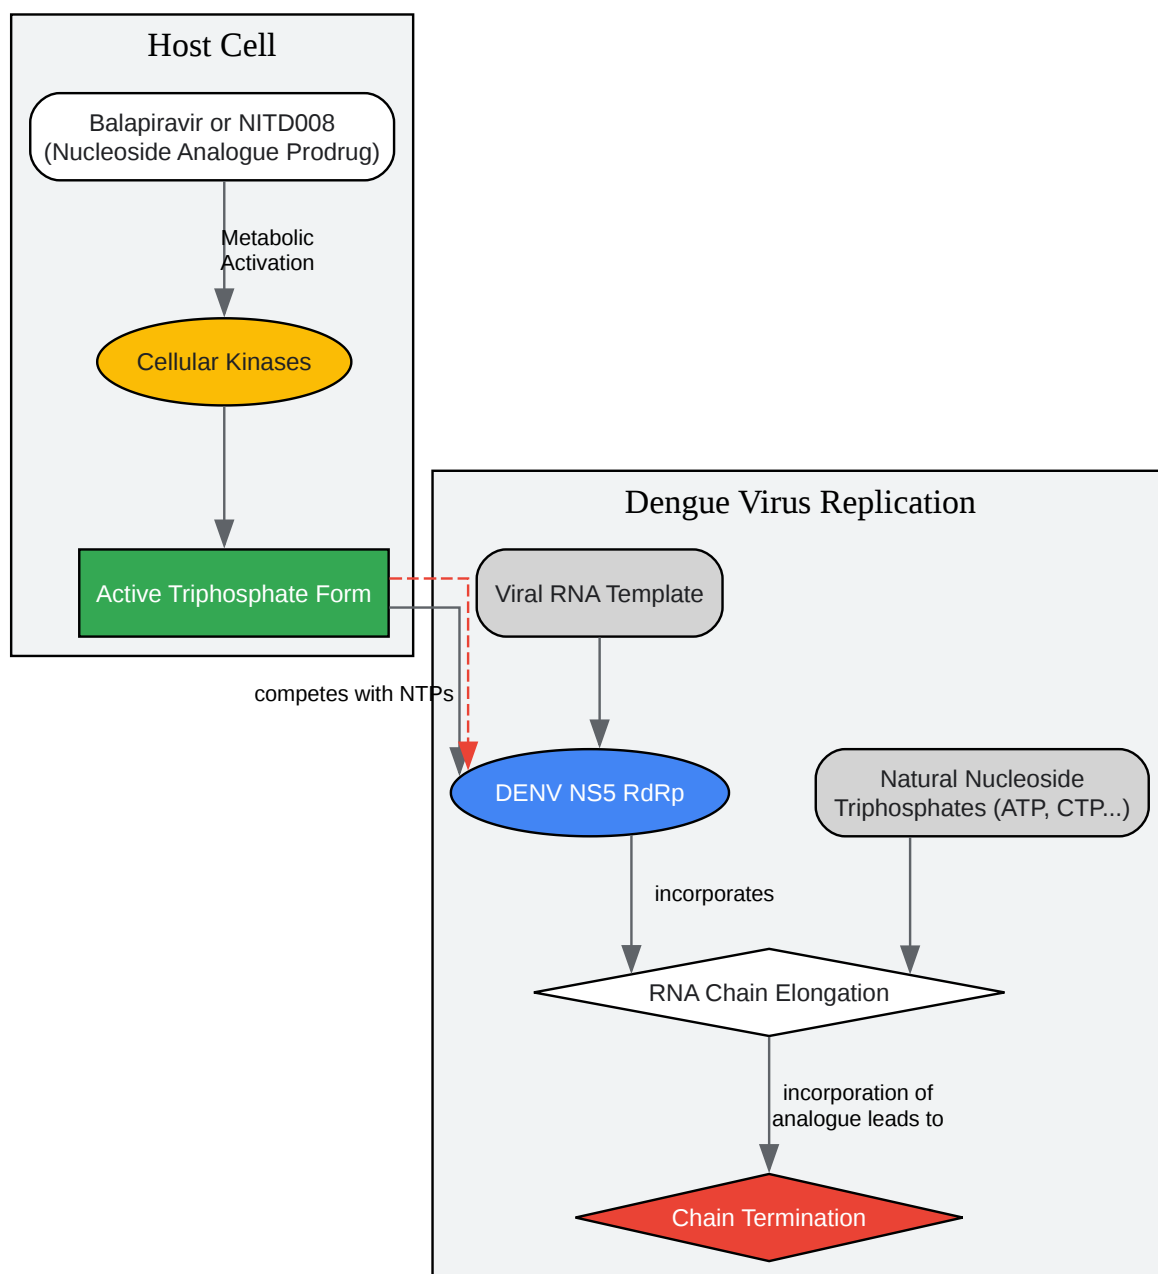 Host Cell
Balapiravir or NITD008
(Nucleoside Analogue Prodrug)
Metabolic
Activation
Cellular Kinases
Active Triphosphate Form
competes with NTPs
Dengue Virus Replication
Viral RNA Template
DENV NS5 RdRp
Natural Nucleoside
Triphosphates (ATP, CTP...)
incorporates
RNA Chain Elongation
incorporation of
analogue leads to
Chain Termination